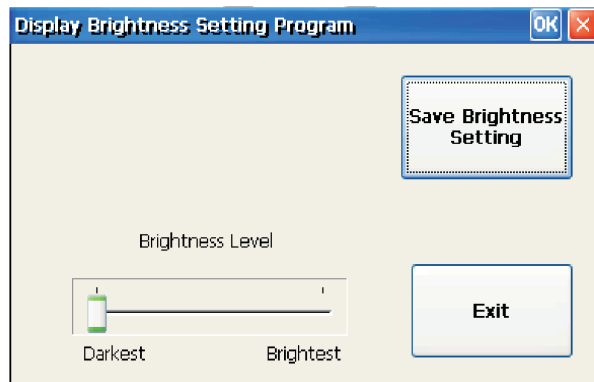 Display Brightness Setting Program OK
Save Brightness
Setting
Brightness Level
Exit
Darkest Brightest